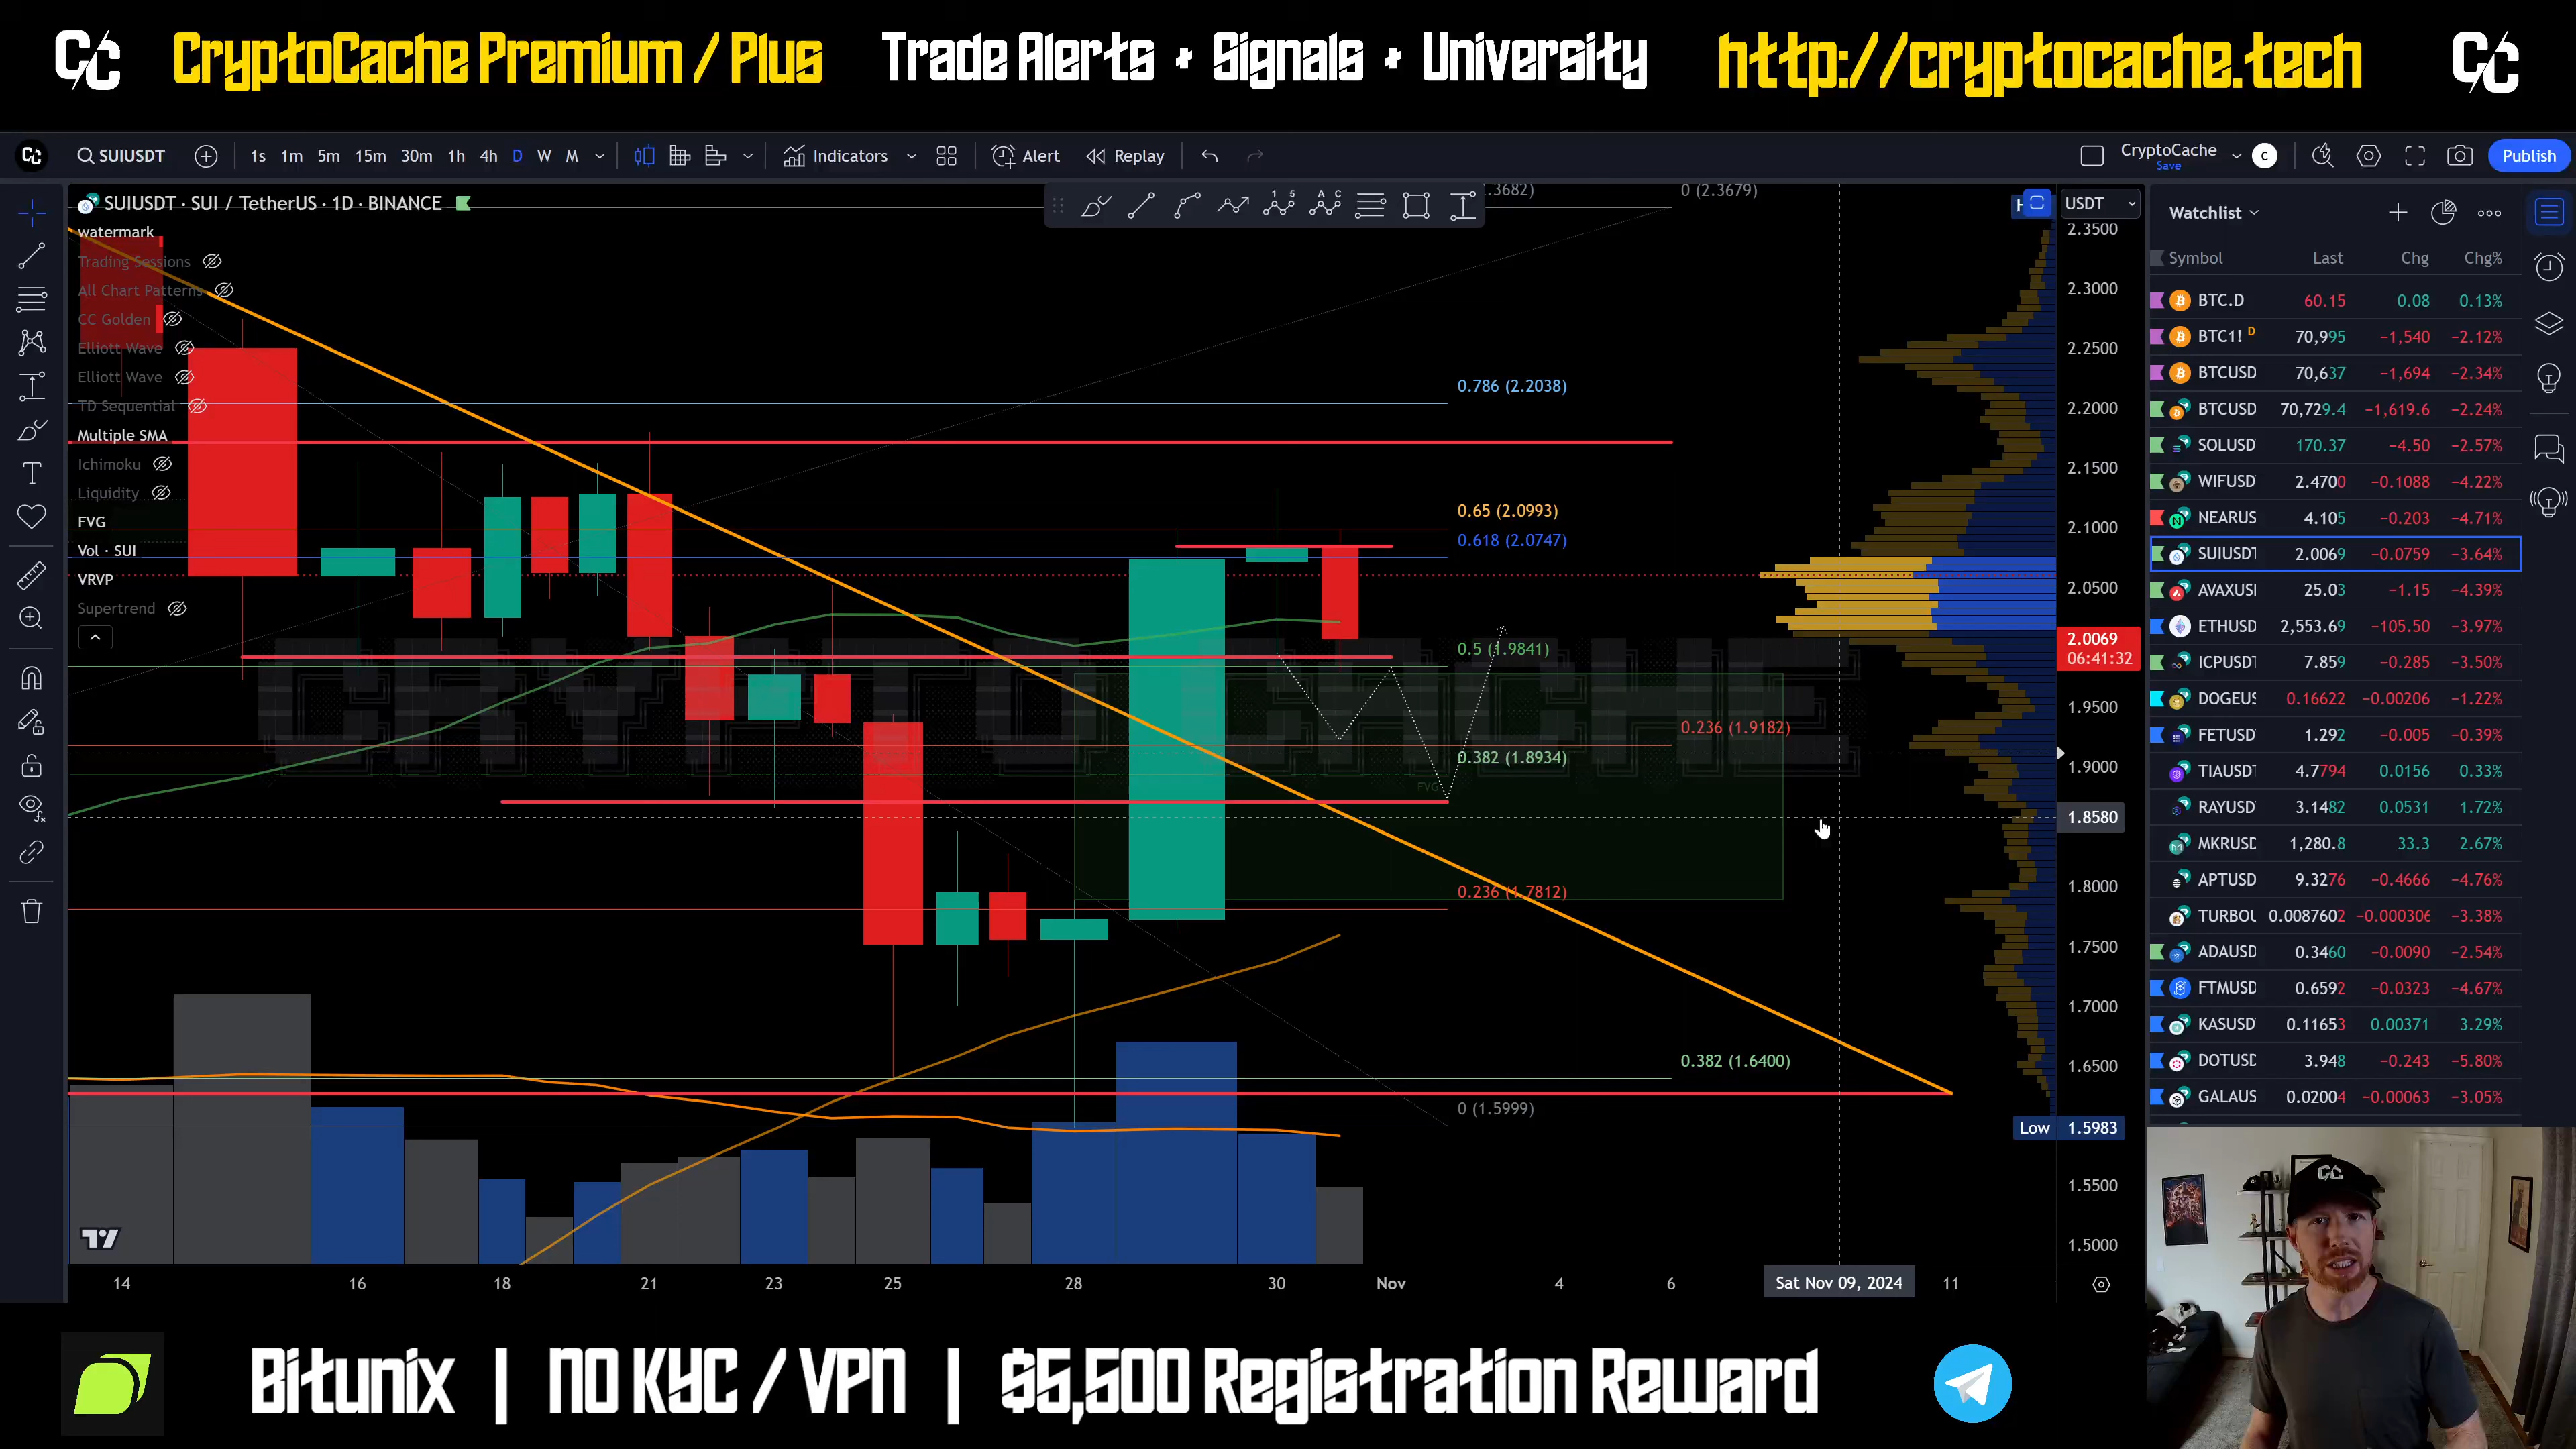 CC CryptoCache Premium / Plus Trade Alerts + Signals + University http://cryptocache.tech CC
CC SUIUSDT 1s 1m 5m 15m 30m 1h 4h D W M Indicators Alert Replay CryptoCache Save C Publish
SUIUSDT · SUI / TetherUS · 1D · BINANCE
watermark
Trading Sessions
All Chart Patterns
CC Golden
Elliott Wave
Elliott Wave
TD Sequential
Multiple SMA
Ichimoku
Liquidity
FVG
Vol · SUI
VRVP
Supertrend
.3682)
0 (2.3679)
0.786 (2.2038)
0.65 (2.0993)
0.618 (2.0747)
0.5 (1.9841)
0.236 (1.9182)
0.382 (1.8934)
FVG
0.236 (1.7812)
0.382 (1.6400)
0 (1.5999)
CRYPTO CACHE
USDT
2.3500
2.3000
2.2500
2.2000
2.1500
2.1000
2.0500
2.0069
06:41:32
1.9500
1.9000
1.8580
1.8000
1.7500
1.7000
1.6500
Low 1.5983
1.5500
1.5000
14 16 18 21 23 25 28 30 Nov 4 6 Sat Nov 09, 2024 11
Watchlist
Symbol Last Chg Chg%
BTC.D 60.15 0.08 0.13%
BTC1! D 70,995 −1,540 −2.12%
BTCUSD 70,637 −1,694 −2.34%
BTCUSD 70,729.4 −1,619.6 −2.24%
SOLUSD 170.37 −4.50 −2.57%
WIFUSD 2.4700 −0.1088 −4.22%
NEARUS 4.105 −0.203 −4.71%
SUIUSDT 2.0069 −0.0759 −3.64%
AVAXUSI 25.03 −1.15 −4.39%
ETHUSD 2,553.69 −105.50 −3.97%
ICPUSDT 7.859 −0.285 −3.50%
DOGEUS 0.16622 −0.00206 −1.22%
FETUSD 1.292 −0.005 −0.39%
TIAUSDT 4.7794 0.0156 0.33%
RAYUSD 3.1482 0.0531 1.72%
MKRUSD 1,280.8 33.3 2.67%
APTUSD 9.3276 −0.4666 −4.76%
TURBOU 0.0087602 −0.000306 −3.38%
ADAUSD 0.3460 −0.0090 −2.54%
FTMUSD 0.6592 −0.0323 −4.67%
KASUSD 0.11653 0.00371 3.29%
DOTUSD 3.948 −0.243 −5.80%
GALAUS 0.02004 −0.00063 −3.05%
CC
Bitunix | NO KYC / VPN | $5,500 Registration Reward